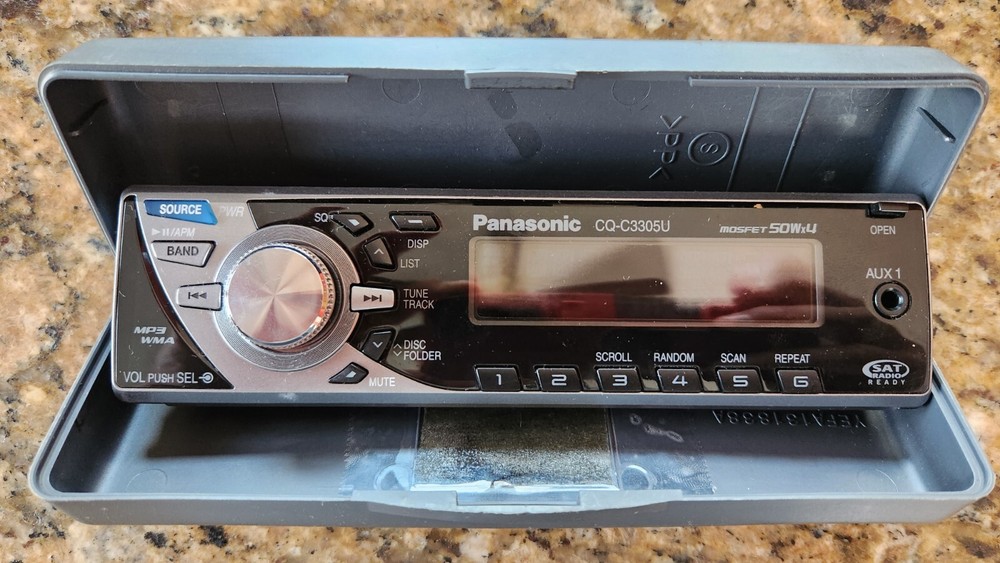 SOURCE
PWR
SQ
DISP
Panasonic CQ-C3305U
MOSFET 50Wx4
OPEN
/APM
BAND
LIST
AUX 1
TUNE
TRACK
MP3
WMA
DISC
FOLDER
VOL PUSH SEL
MUTE
SCROLL RANDOM SCAN REPEAT
1 2 3 4 5 6
SAT
RADIO
READY
>PP<
S
YEFA131838A